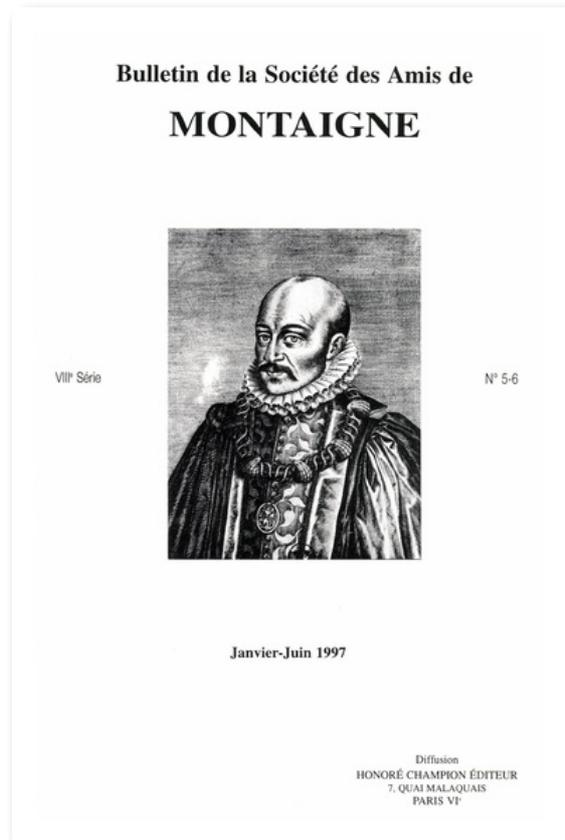 Bulletin de la Société des Amis de
MONTAIGNE
VIIIᵉ Série
N° 5-6
Janvier-Juin 1997
Diffusion
HONORÉ CHAMPION ÉDITEUR
7, QUAI MALAQUAIS
PARIS VIᵉ